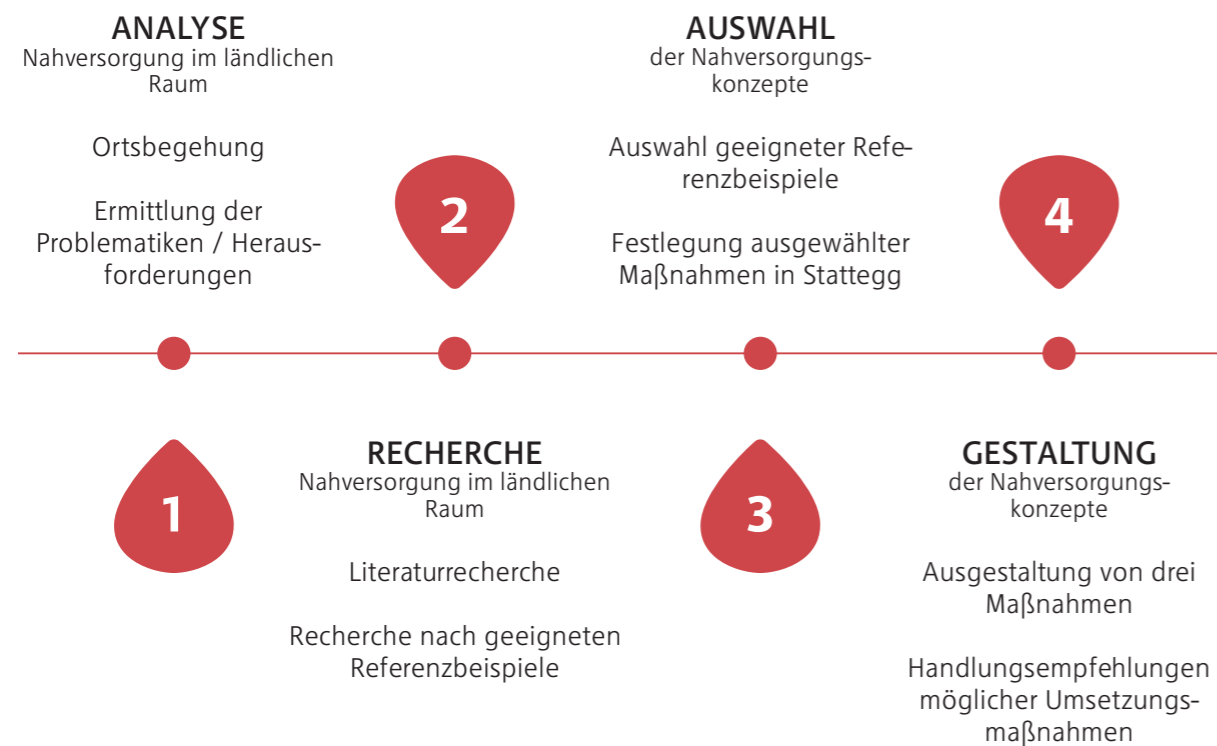 ANALYSE
Nahversorgung im ländlichen
Raum
Ortsbegehung
Ermittlung der
Problematiken / Heraus-
forderungen
1
2
RECHERCHE
Nahversorgung im ländlichen
Raum
Literaturrecherche
Recherche nach geeigneten
Referenzbeispiele
AUSWAHL
der Nahversorgungs-
konzepte
Auswahl geeigneter Refe-
renzbeispiele
Festlegung ausgewählter
Maßnahmen in Stattegg
3
4
GESTALTUNG
der Nahversorgungs-
konzepte
Ausgestaltung von drei
Maßnahmen
Handlungsempfehlungen
möglicher Umsetzungs-
maßnahmen